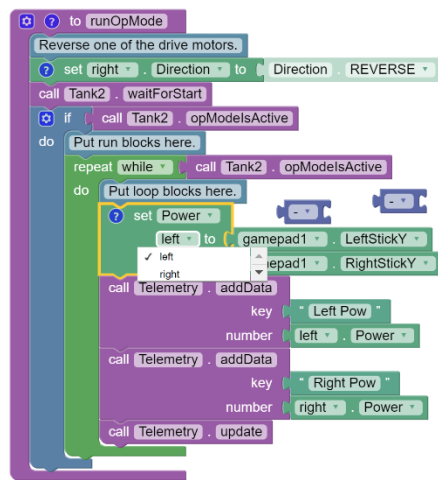 to runOpMode
Reverse one of the drive motors.
set right . Direction to Direction . REVERSE
call Tank2 . waitForStart
if call Tank2 . opModeIsActive
do Put run blocks here.
repeat while call Tank2 . opModeIsActive
do Put loop blocks here.
- -
set Power
left to gamepad1 . LeftStickY
✓ left
gamepad1 . RightStickY
right
call Telemetry . addData
key " Left Pow "
number left . Power
call Telemetry . addData
key " Right Pow "
number right . Power
call Telemetry . update